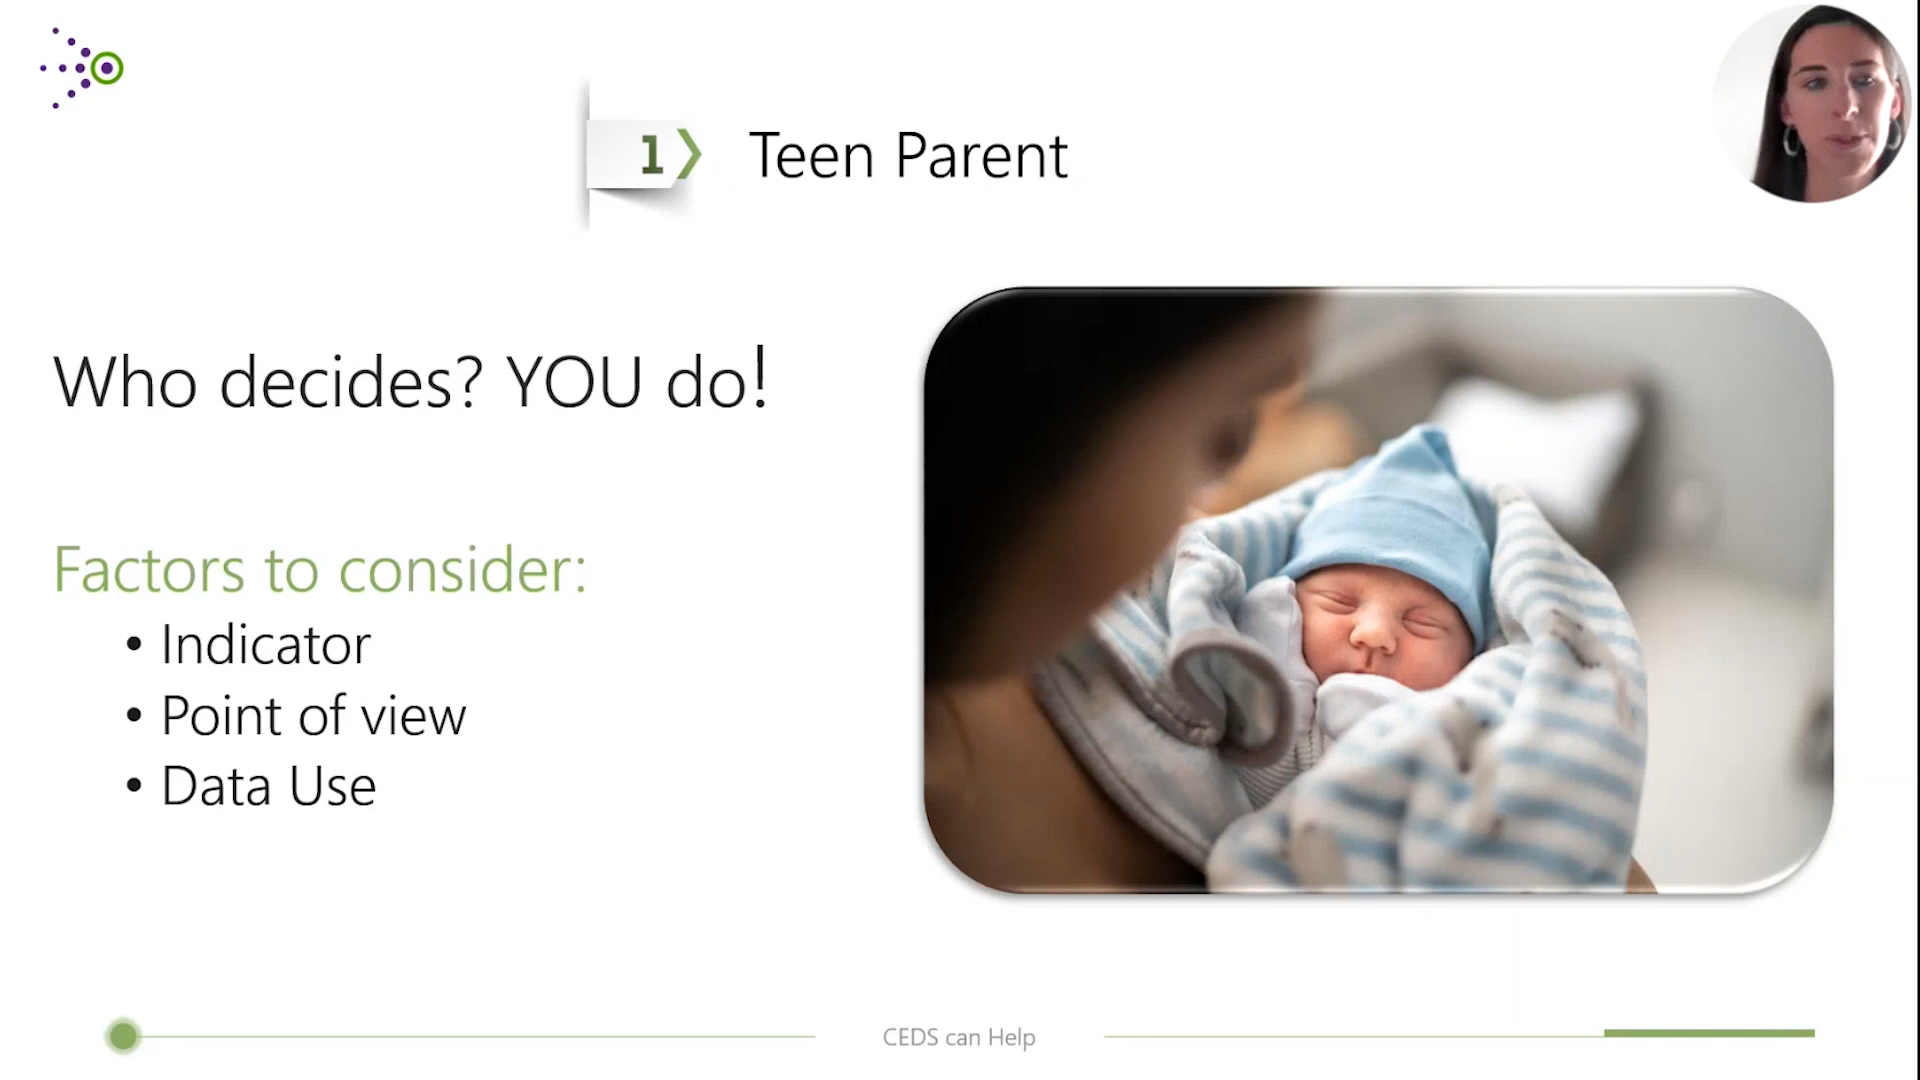 1 Teen Parent
Who decides? YOU do!
Factors to consider:
• Indicator
• Point of view
• Data Use
CEDS can Help